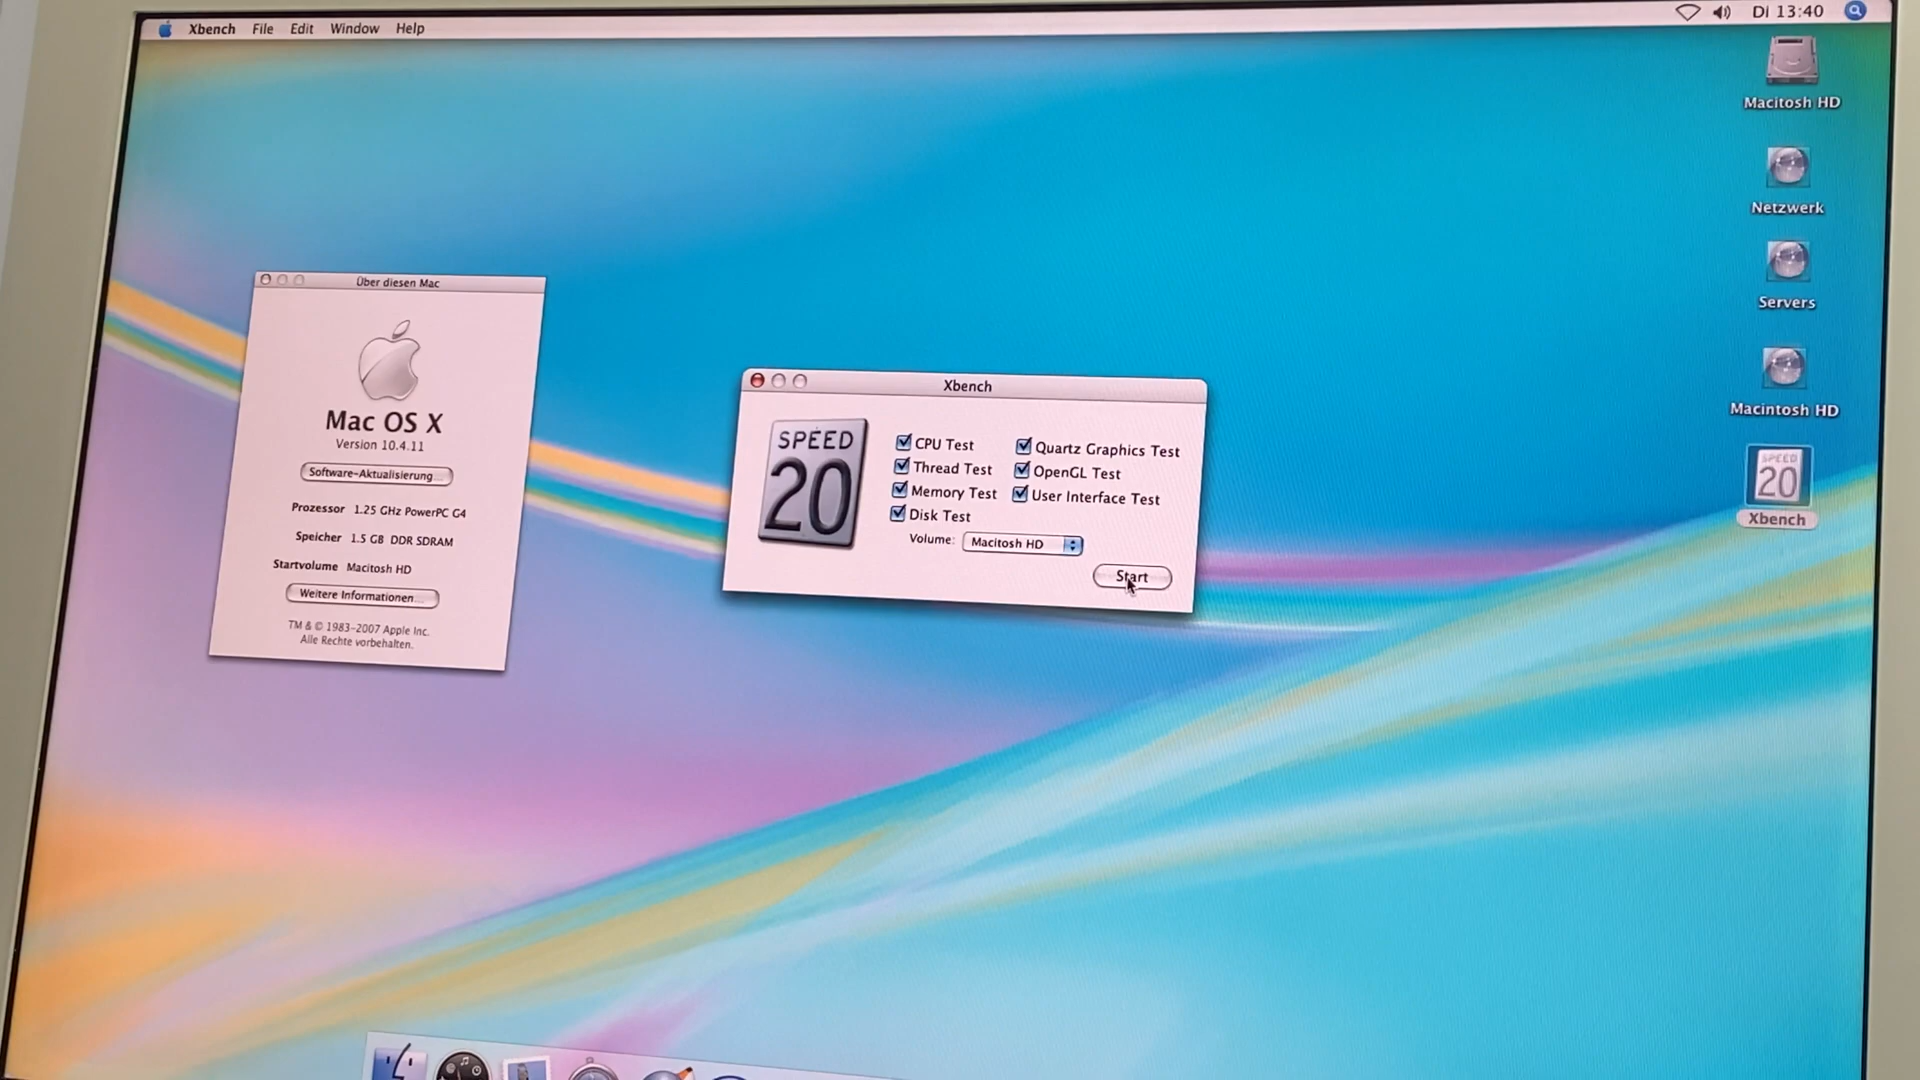 Xbench File Edit Window Help
Di 13:40
Macitosh HD
Netzwerk
Servers
Macintosh HD
SPEED
20
Xbench
Über diesen Mac
Mac OS X
Version 10.4.11
Software-Aktualisierung...
Prozessor 1.25 GHz PowerPC G4
Speicher 1.5 GB DDR SDRAM
Startvolume Macitosh HD
Weitere Informationen...
TM & © 1983-2007 Apple Inc.
Alle Rechte vorbehalten.
Xbench
SPEED
20
CPU Test
Thread Test
Memory Test
Disk Test
Quartz Graphics Test
OpenGL Test
User Interface Test
Volume: Macitosh HD
Start